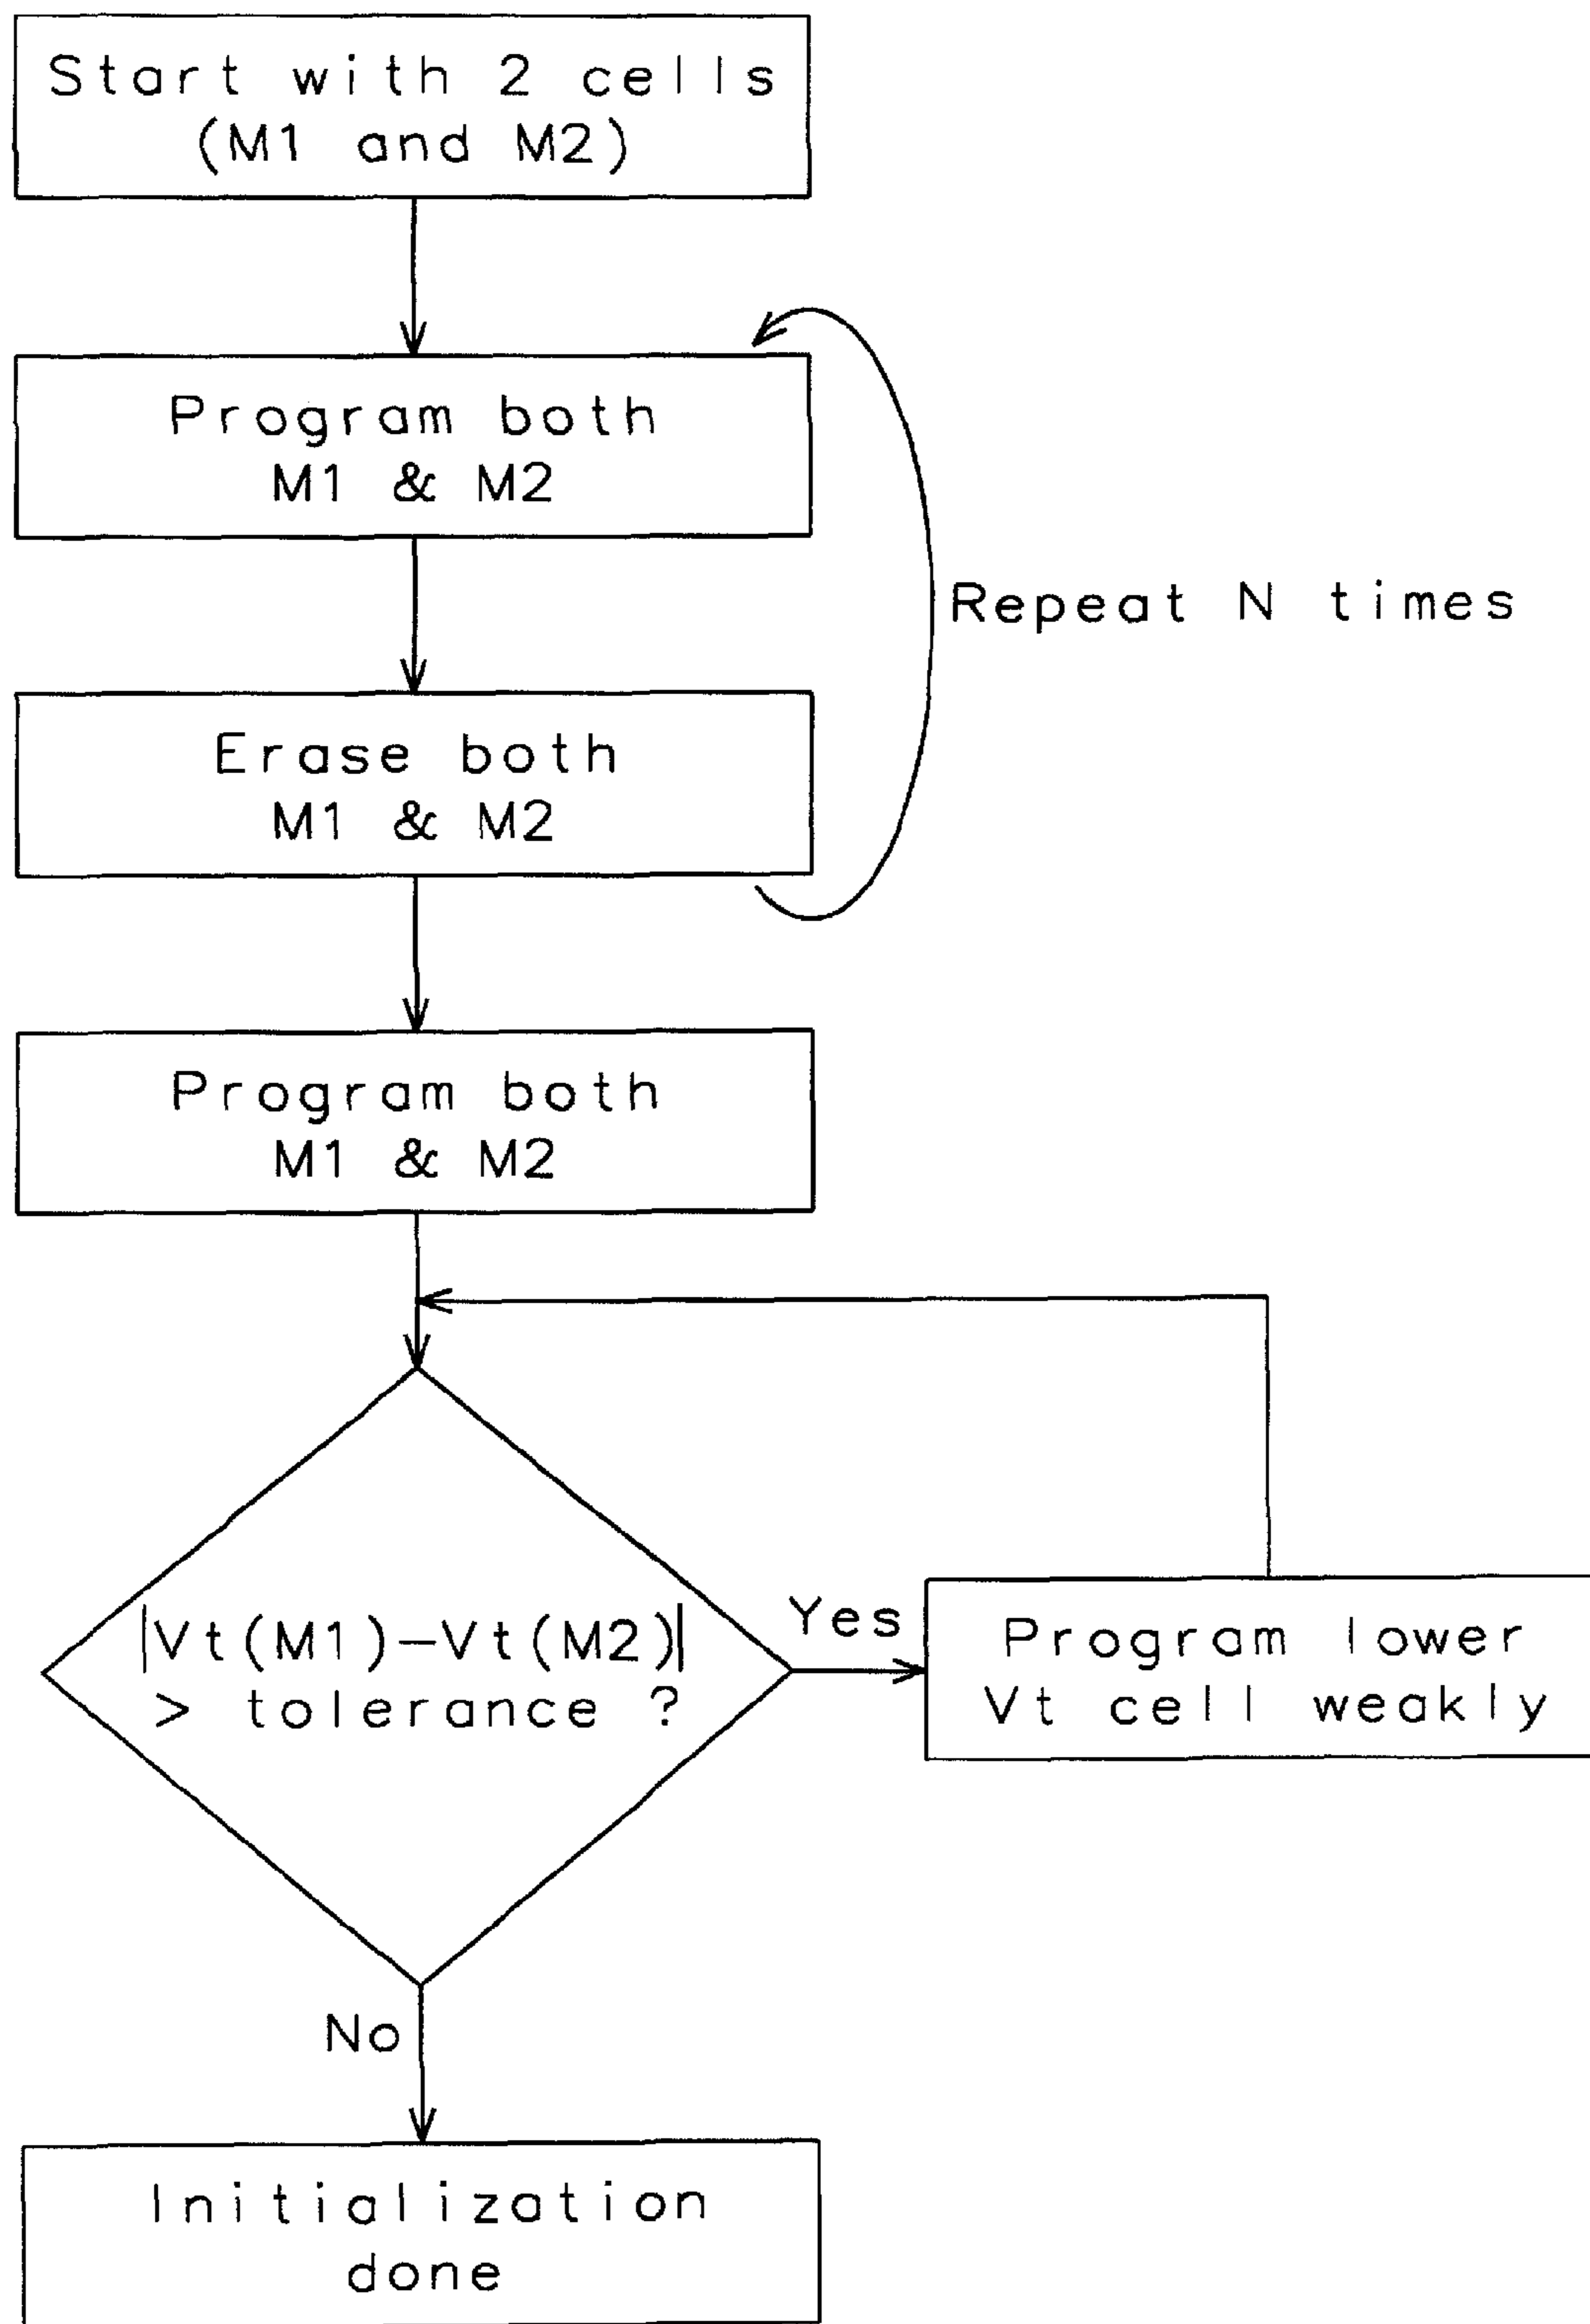 Start with 2 cells
(M1 and M2)
Program both
M1 & M2
Repeat N times
Erase both
M1 & M2
Program both
M1 & M2
|Vt(M1)-Vt(M2)|
> tolerance ?
Yes
Program lower
Vt cell weakly
No
Initialization
done